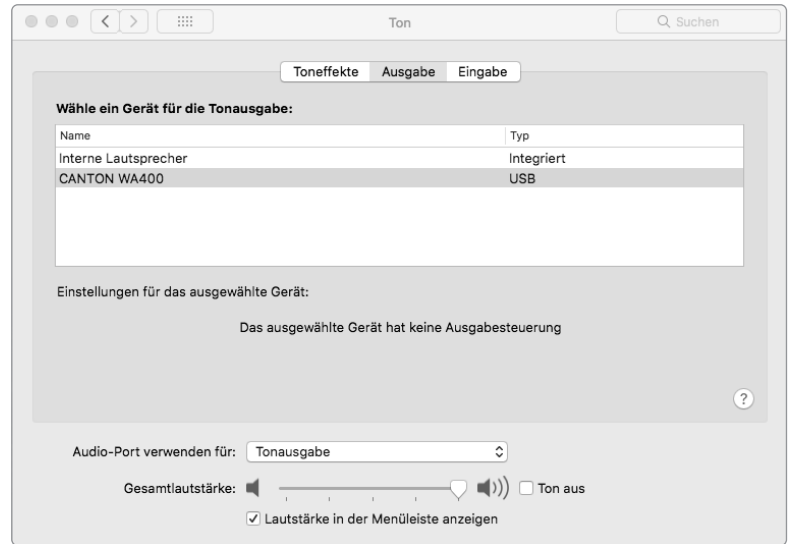 Ton
Suchen
Toneffekte Ausgabe Eingabe
Wähle ein Gerät für die Tonausgabe:
Name Typ
Interne Lautsprecher Integriert
CANTON WA400 USB
Einstellungen für das ausgewählte Gerät:
Das ausgewählte Gerät hat keine Ausgabesteuerung
?
Audio-Port verwenden für: Tonausgabe
Gesamtlautstärke: Ton aus
Lautstärke in der Menüleiste anzeigen